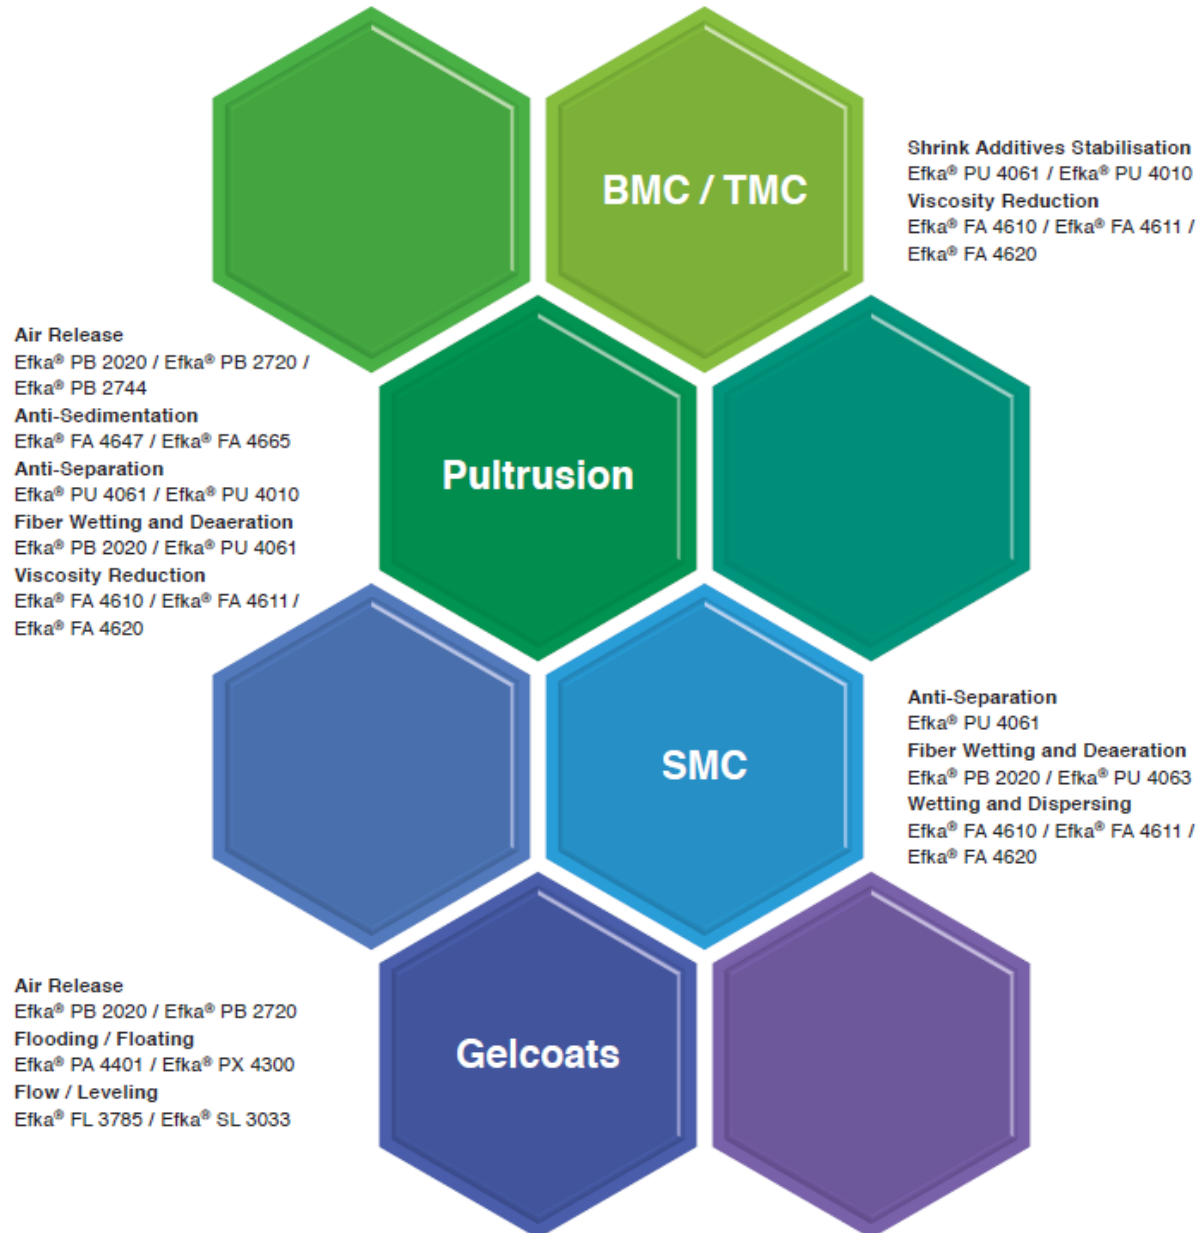 BMC / TMC
Shrink Additives Stabilisation
Efka® PU 4061 / Efka® PU 4010
Viscosity Reduction
Efka® FA 4610 / Efka® FA 4611 /
Efka® FA 4620
Air Release
Efka® PB 2020 / Efka® PB 2720 /
Efka® PB 2744
Anti-Sedimentation
Efka® FA 4647 / Efka® FA 4665
Anti-Separation
Efka® PU 4061 / Efka® PU 4010
Fiber Wetting and Deaeration
Efka® PB 2020 / Efka® PU 4061
Viscosity Reduction
Efka® FA 4610 / Efka® FA 4611 /
Efka® FA 4620
Pultrusion
SMC
Anti-Separation
Efka® PU 4061
Fiber Wetting and Deaeration
Efka® PB 2020 / Efka® PU 4063
Wetting and Dispersing
Efka® FA 4610 / Efka® FA 4611 /
Efka® FA 4620
Air Release
Efka® PB 2020 / Efka® PB 2720
Flooding / Floating
Efka® PA 4401 / Efka® PX 4300
Flow / Leveling
Efka® FL 3785 / Efka® SL 3033
Gelcoats